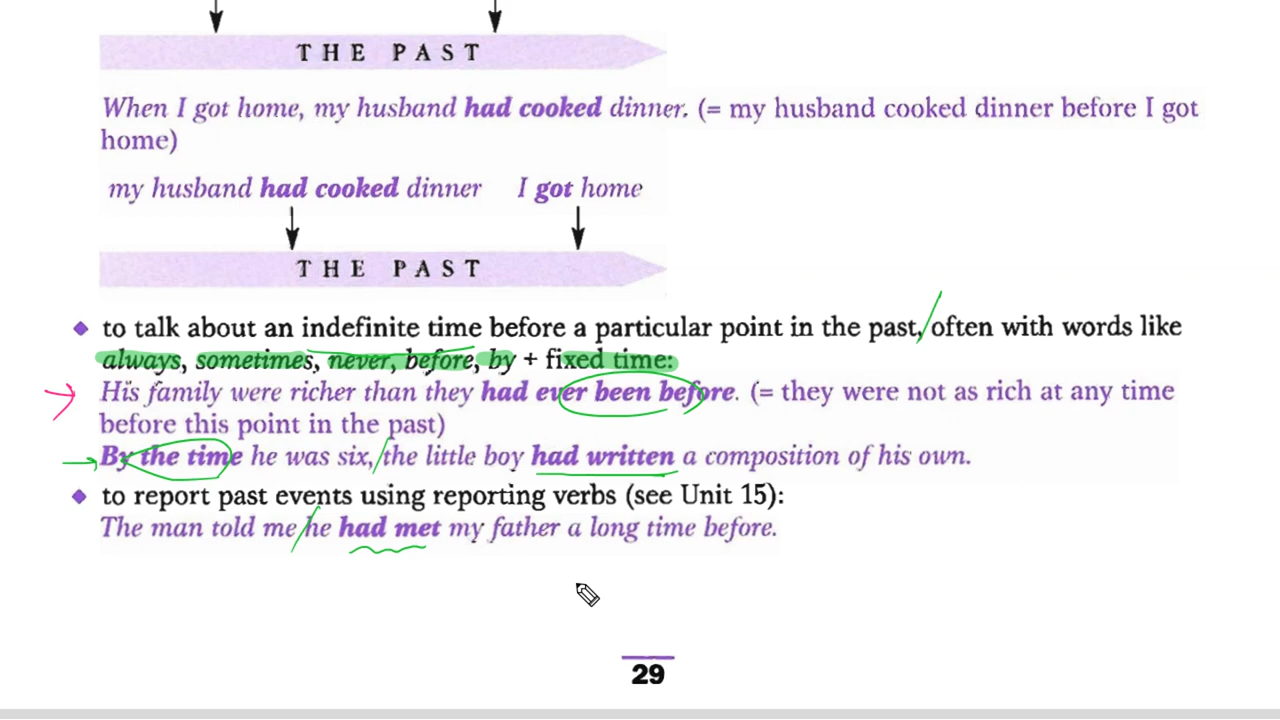 THE PAST
When I got home, my husband had cooked dinner. (= my husband cooked dinner before I got
home)
my husband had cooked dinner I got home
THE PAST
◆ to talk about an indefinite time before a particular point in the past, often with words like
always, sometimes, never, before, by + fixed time:
His family were richer than they had ever been before. (= they were not as rich at any time
before this point in the past)
By the time he was six, the little boy had written a composition of his own.
◆ to report past events using reporting verbs (see Unit 15):
The man told me he had met my father a long time before.
29